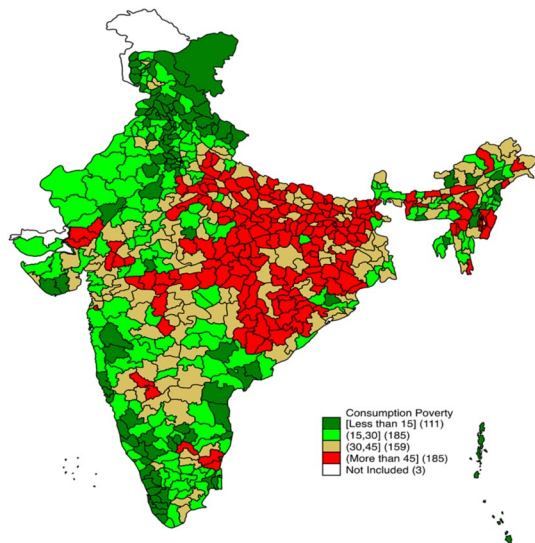 Consumption Poverty
[Less than 15] (111)
(15,30] (185)
(30,45] (159)
(More than 45] (185)
Not Included (3)